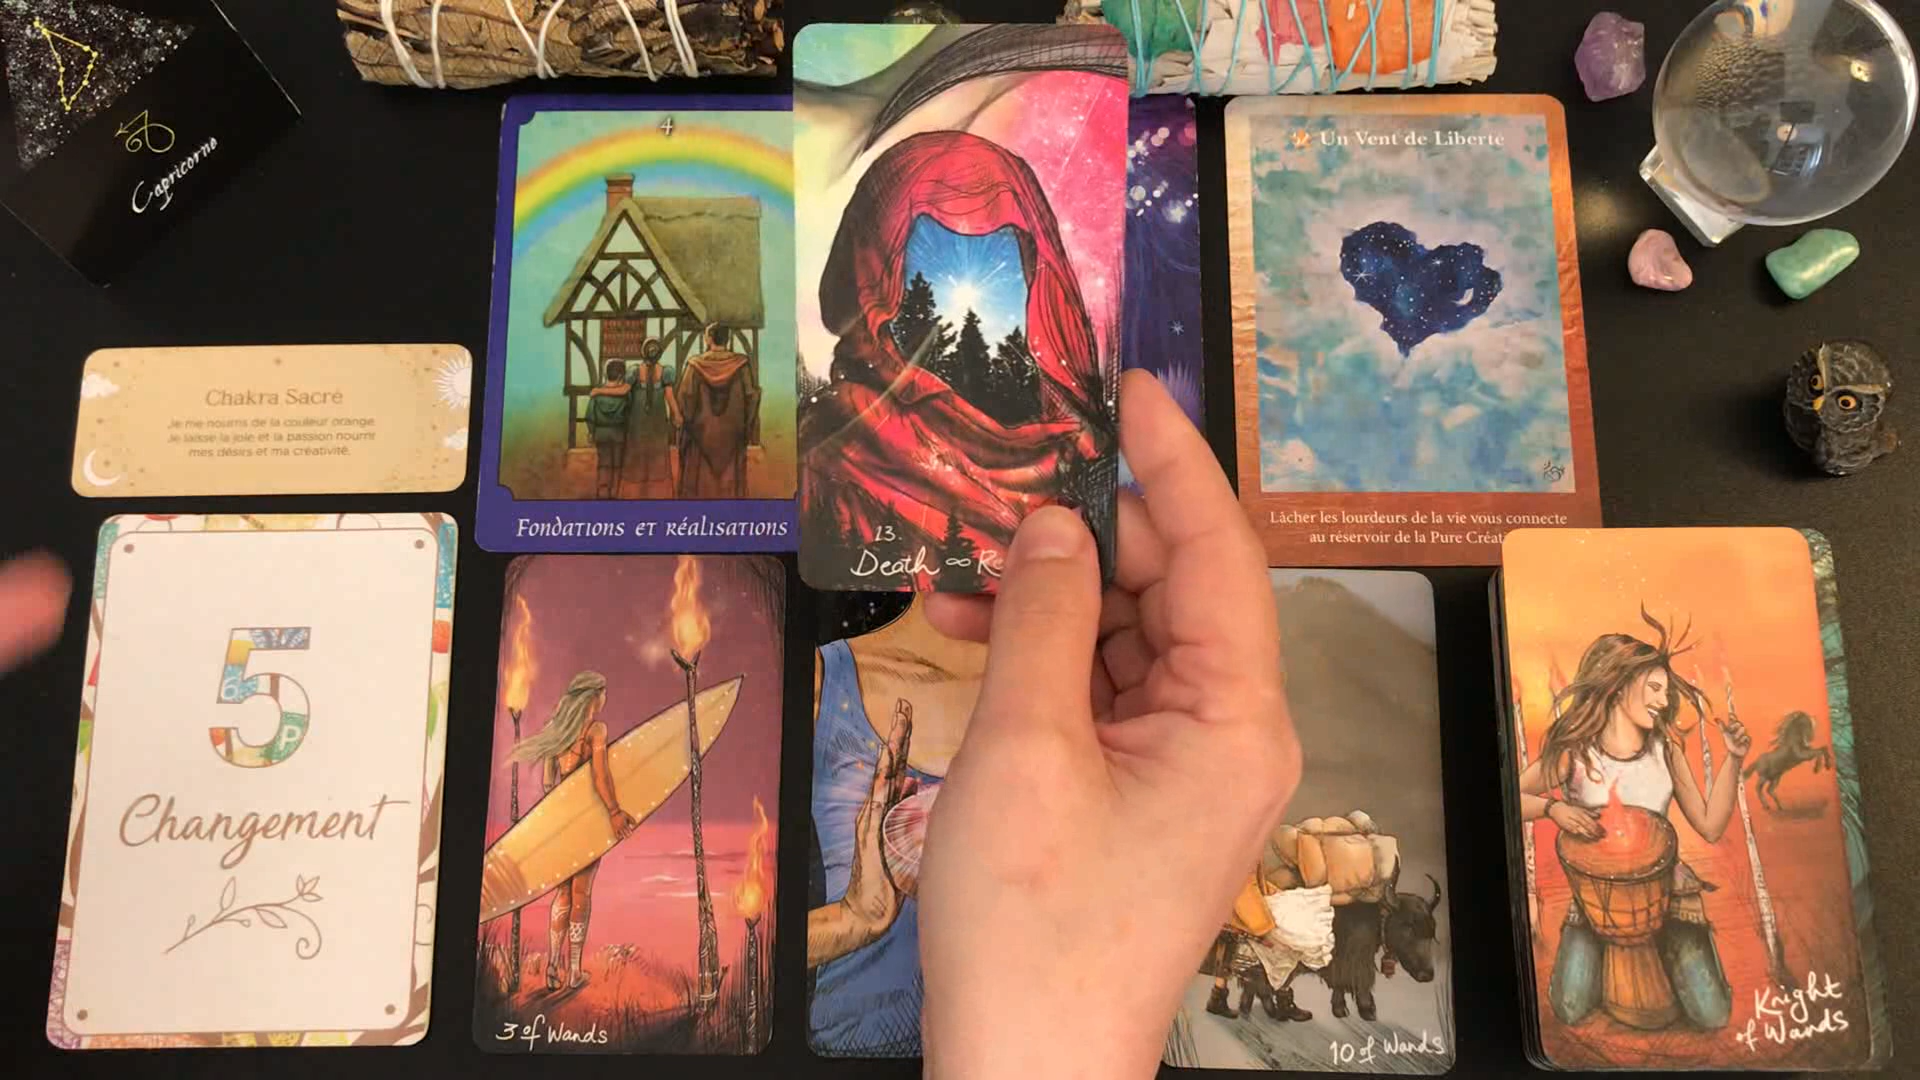 Capricorne
4
Fondations et réalisations
13.
Death ∞
Un Vent de Liberté
Lâcher les lourdeurs de la vie vous connecte
au réservoir de la Pure
Chakra Sacré
Je me nourris de la couleur orange.
Je laisse la joie et la passion nourrir
mes désirs et ma créativité.
5
Changement
3 of Wands
10 of Wands
Knight
of Wands